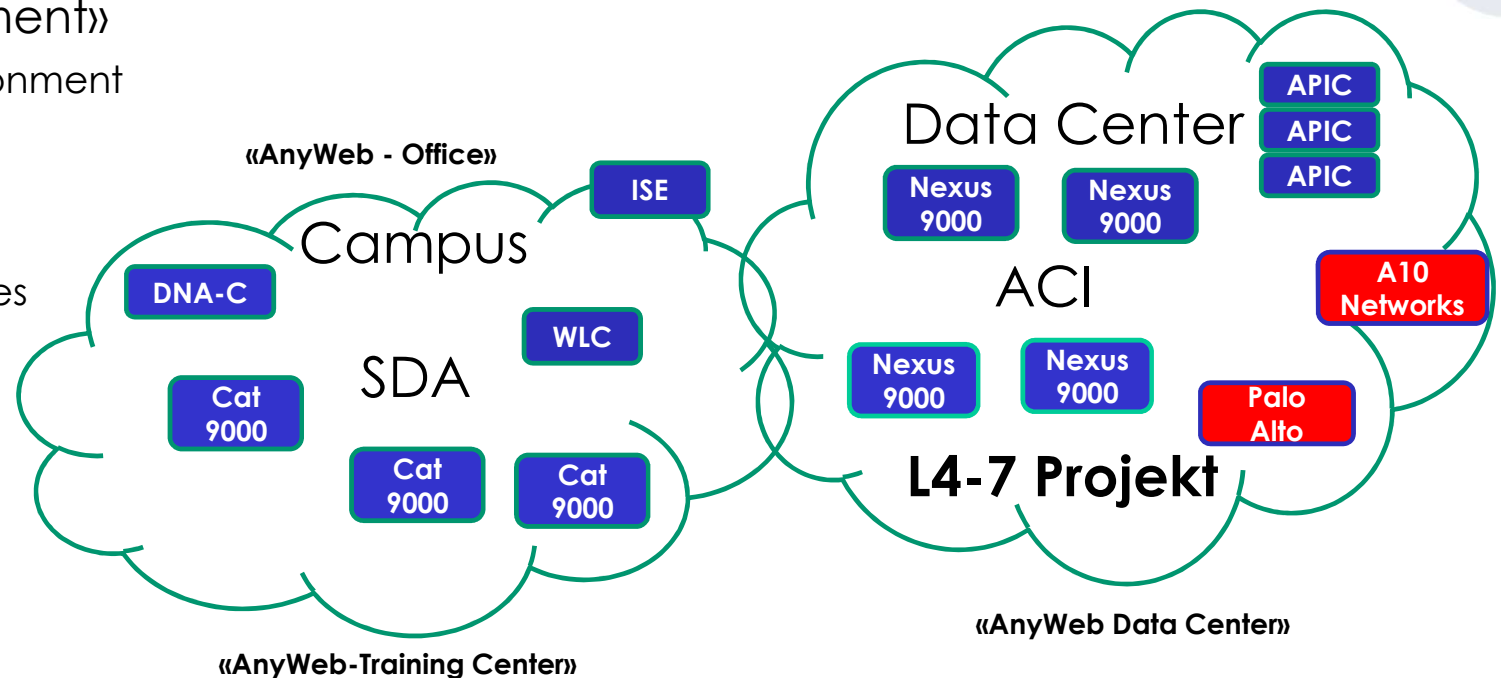 ment»
onment
es
«AnyWeb - Office»
Campus
ISE
DNA-C
WLC
SDA
Cat
9000
Cat
9000
Cat
9000
«AnyWeb-Training Center»
Data Center
APIC
APIC
APIC
Nexus
9000
Nexus
9000
ACI
A10
Networks
Nexus
9000
Nexus
9000
Palo
Alto
L4-7 Projekt
«AnyWeb Data Center»